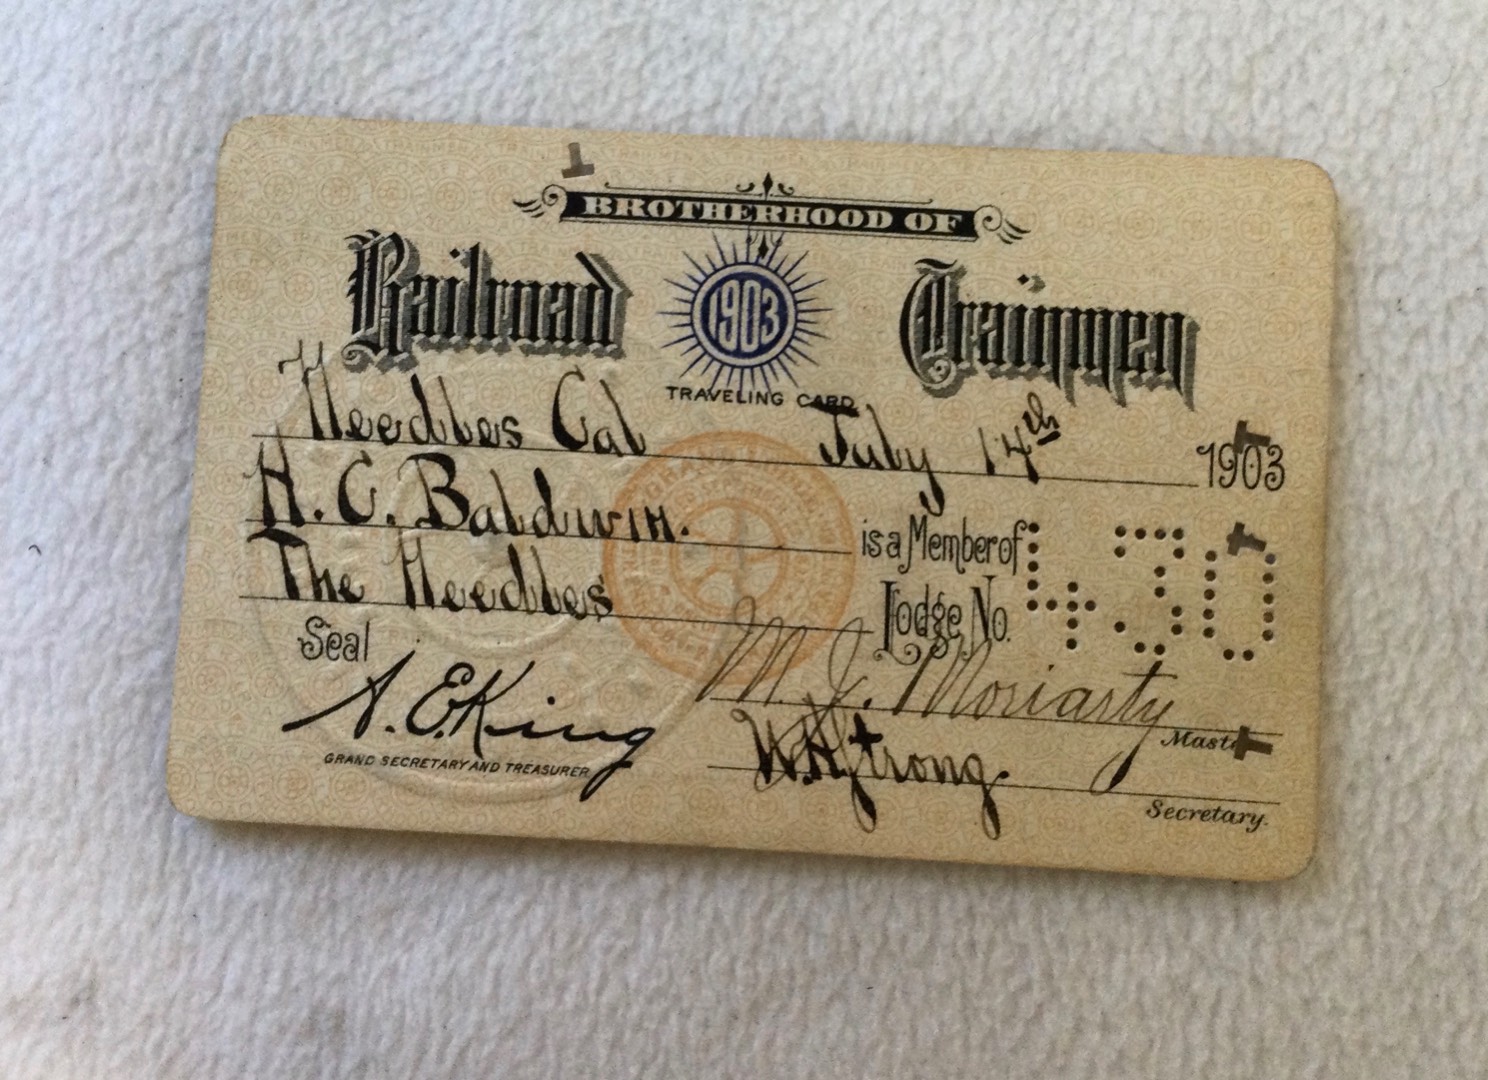 BROTHERHOOD OF
Railroad 1903 Trainmen
TRAVELING CARD
Needles Cal July 14th 1903
H. C. Baldwin. is a Member of
The Needles Lodge No. 430
Seal
M. J. Moriarty
Master
A. E. King
GRAND SECRETARY AND TREASURER
W. H. Strong.
Secretary.